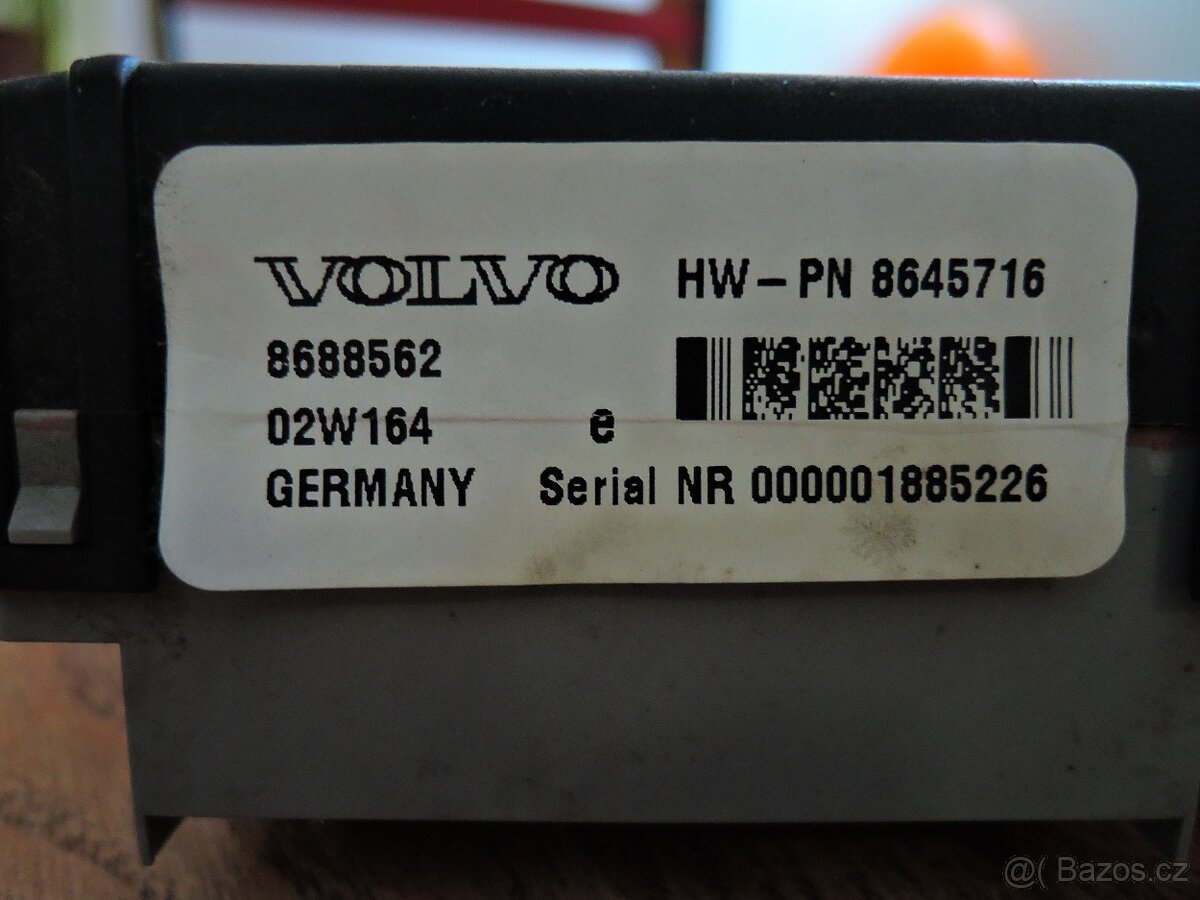 VOLVO HW-PN 8645716
8688562
02W164 e
GERMANY Serial NR 000001885226
@( Bazos.cz